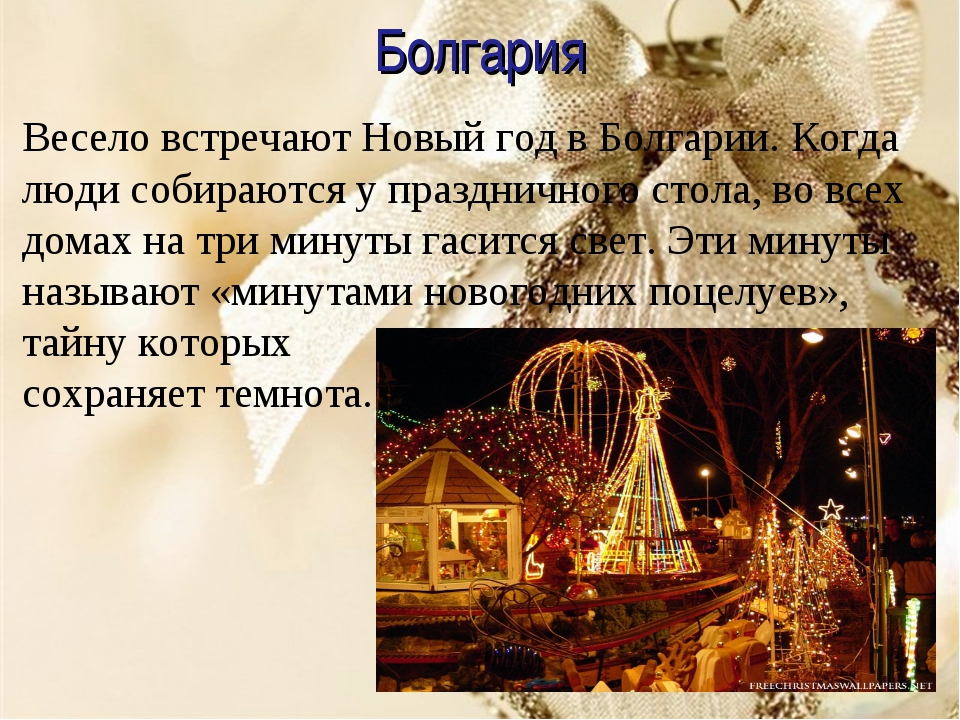 Болгария
Весело встречают Новый год в Болгарии. Когда
люди собираются у праздничного стола, во всех
домах на три минуты гасится свет. Эти минуты
называют «минутами новогодних поцелуев»,
тайну которых
сохраняет темнота.
FREECHRISTMASWALLPAPERS.NET